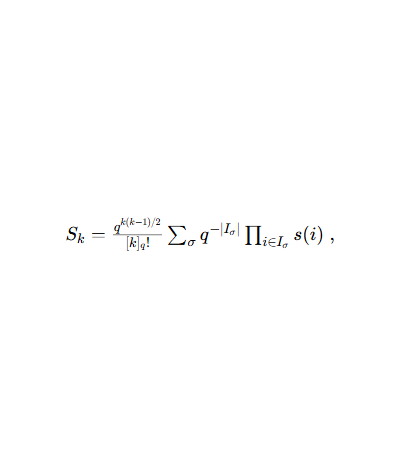 $S_k = \frac{q^{k(k-1)/2}}{[k]_q!} \sum_\sigma q^{-|I_\sigma|} \prod_{i \in I_\sigma} s(i) \ ,$